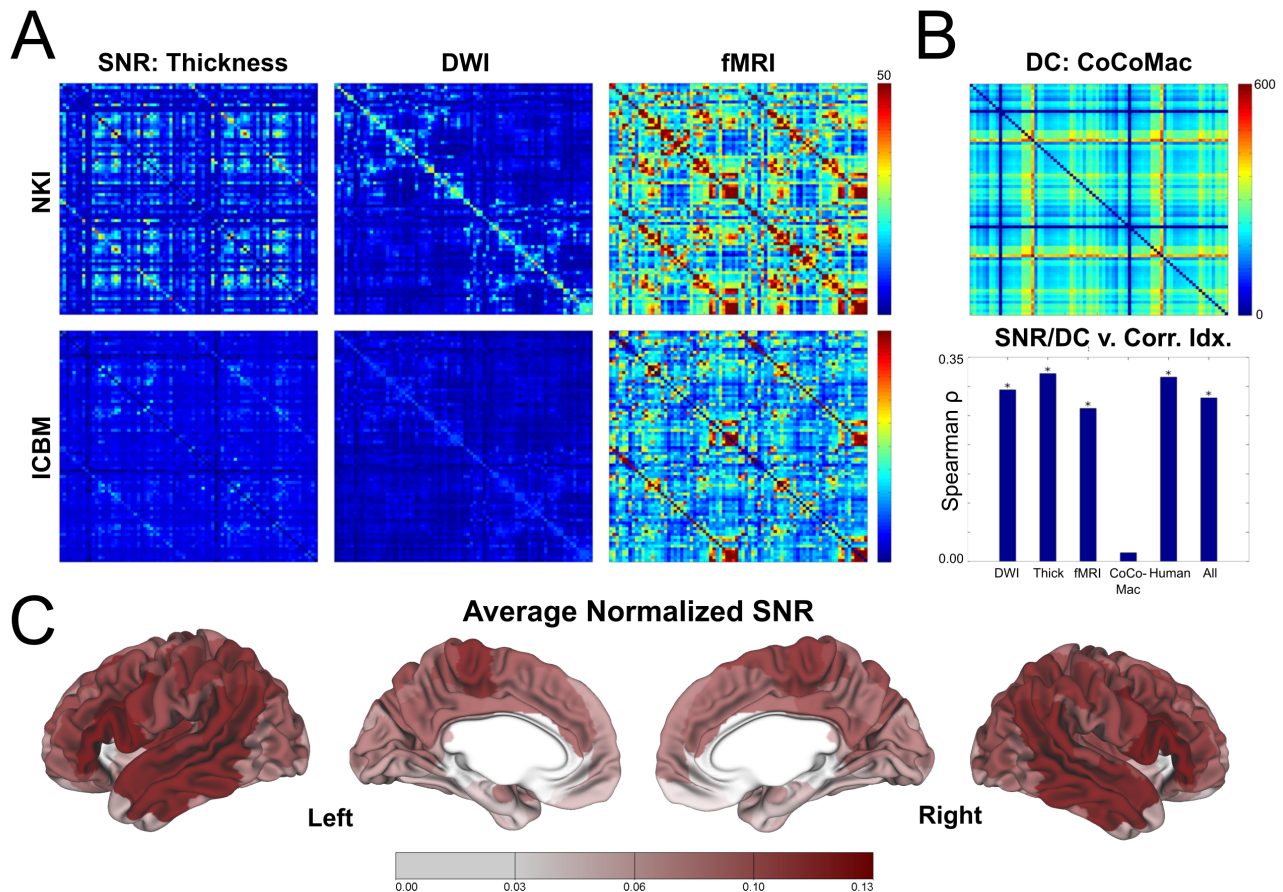 A
B
SNR: Thickness
DWI
fMRI
DC: CoCoMac
50
600
NKI
0
SNR/DC v. Corr. Idx.
ICBM
0.35
Spearman ρ
0.00
* * * * *
DWI Thick fMRI CoCo-Mac Human All
C
Average Normalized SNR
Left
Right
0.00 0.03 0.06 0.10 0.13